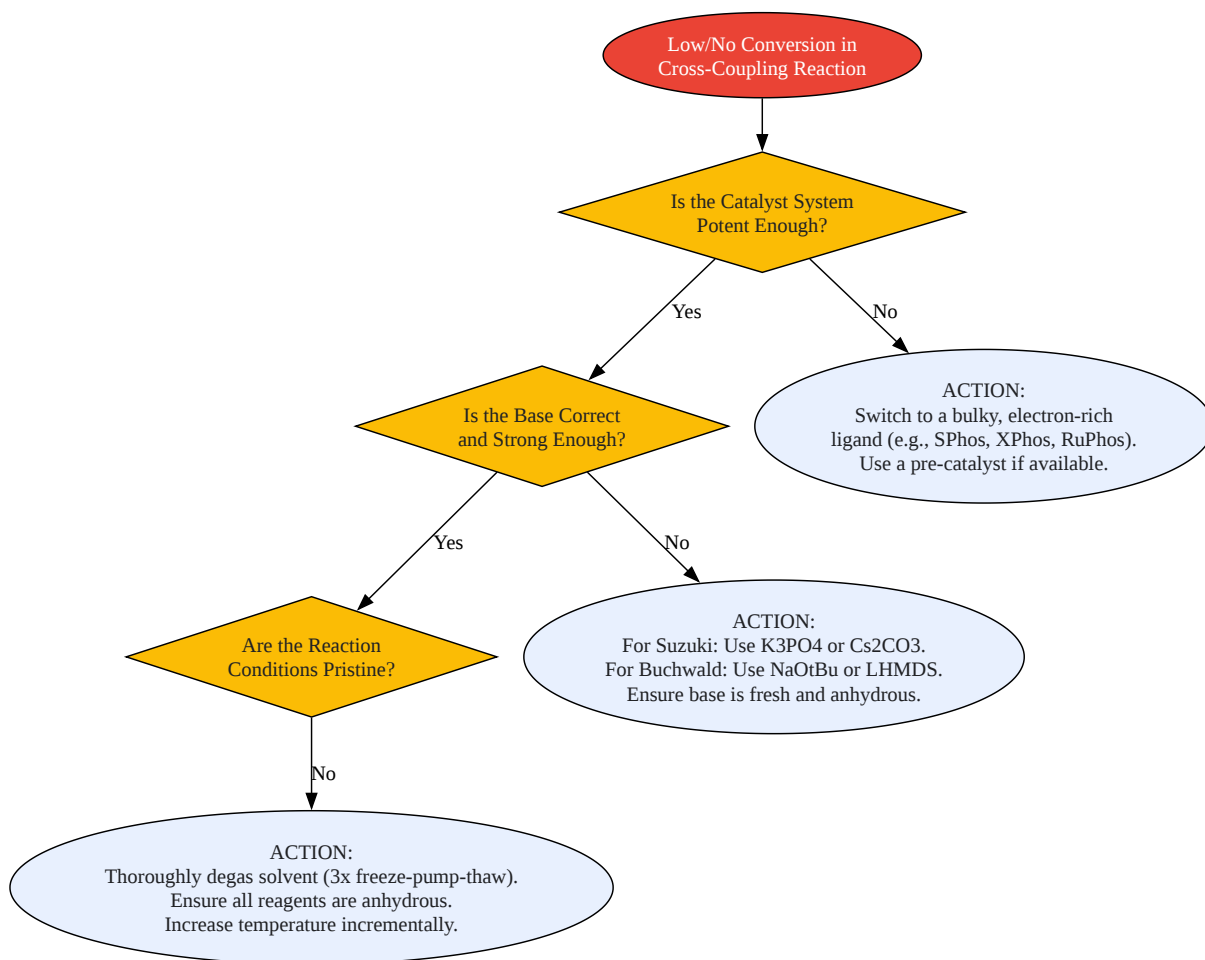 Low/No Conversion in
Cross-Coupling Reaction
Is the Catalyst System
Potent Enough?
Yes
No
Is the Base Correct
and Strong Enough?
ACTION:
Switch to a bulky, electron-rich
ligand (e.g., SPhos, XPhos, RuPhos).
Use a pre-catalyst if available.
Yes
No
Are the Reaction
Conditions Pristine?
ACTION:
For Suzuki: Use K3PO4 or Cs2CO3.
For Buchwald: Use NaOtBu or LHMDS.
Ensure base is fresh and anhydrous.
No
ACTION:
Thoroughly degas solvent (3x freeze-pump-thaw).
Ensure all reagents are anhydrous.
Increase temperature incrementally.